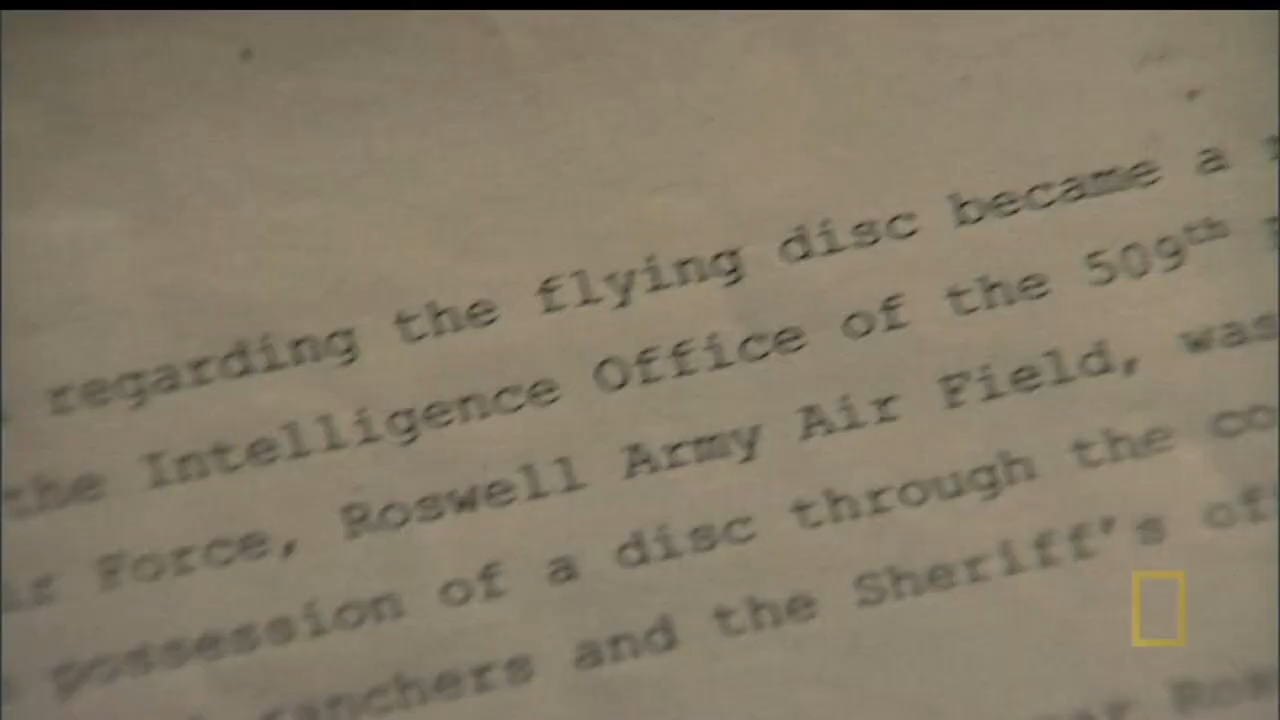 regarding the flying disc became a
the Intelligence Office of the 509th
Force, Roswell Army Air Field, was
possession of a disc through the
ranchers and the Sheriff's